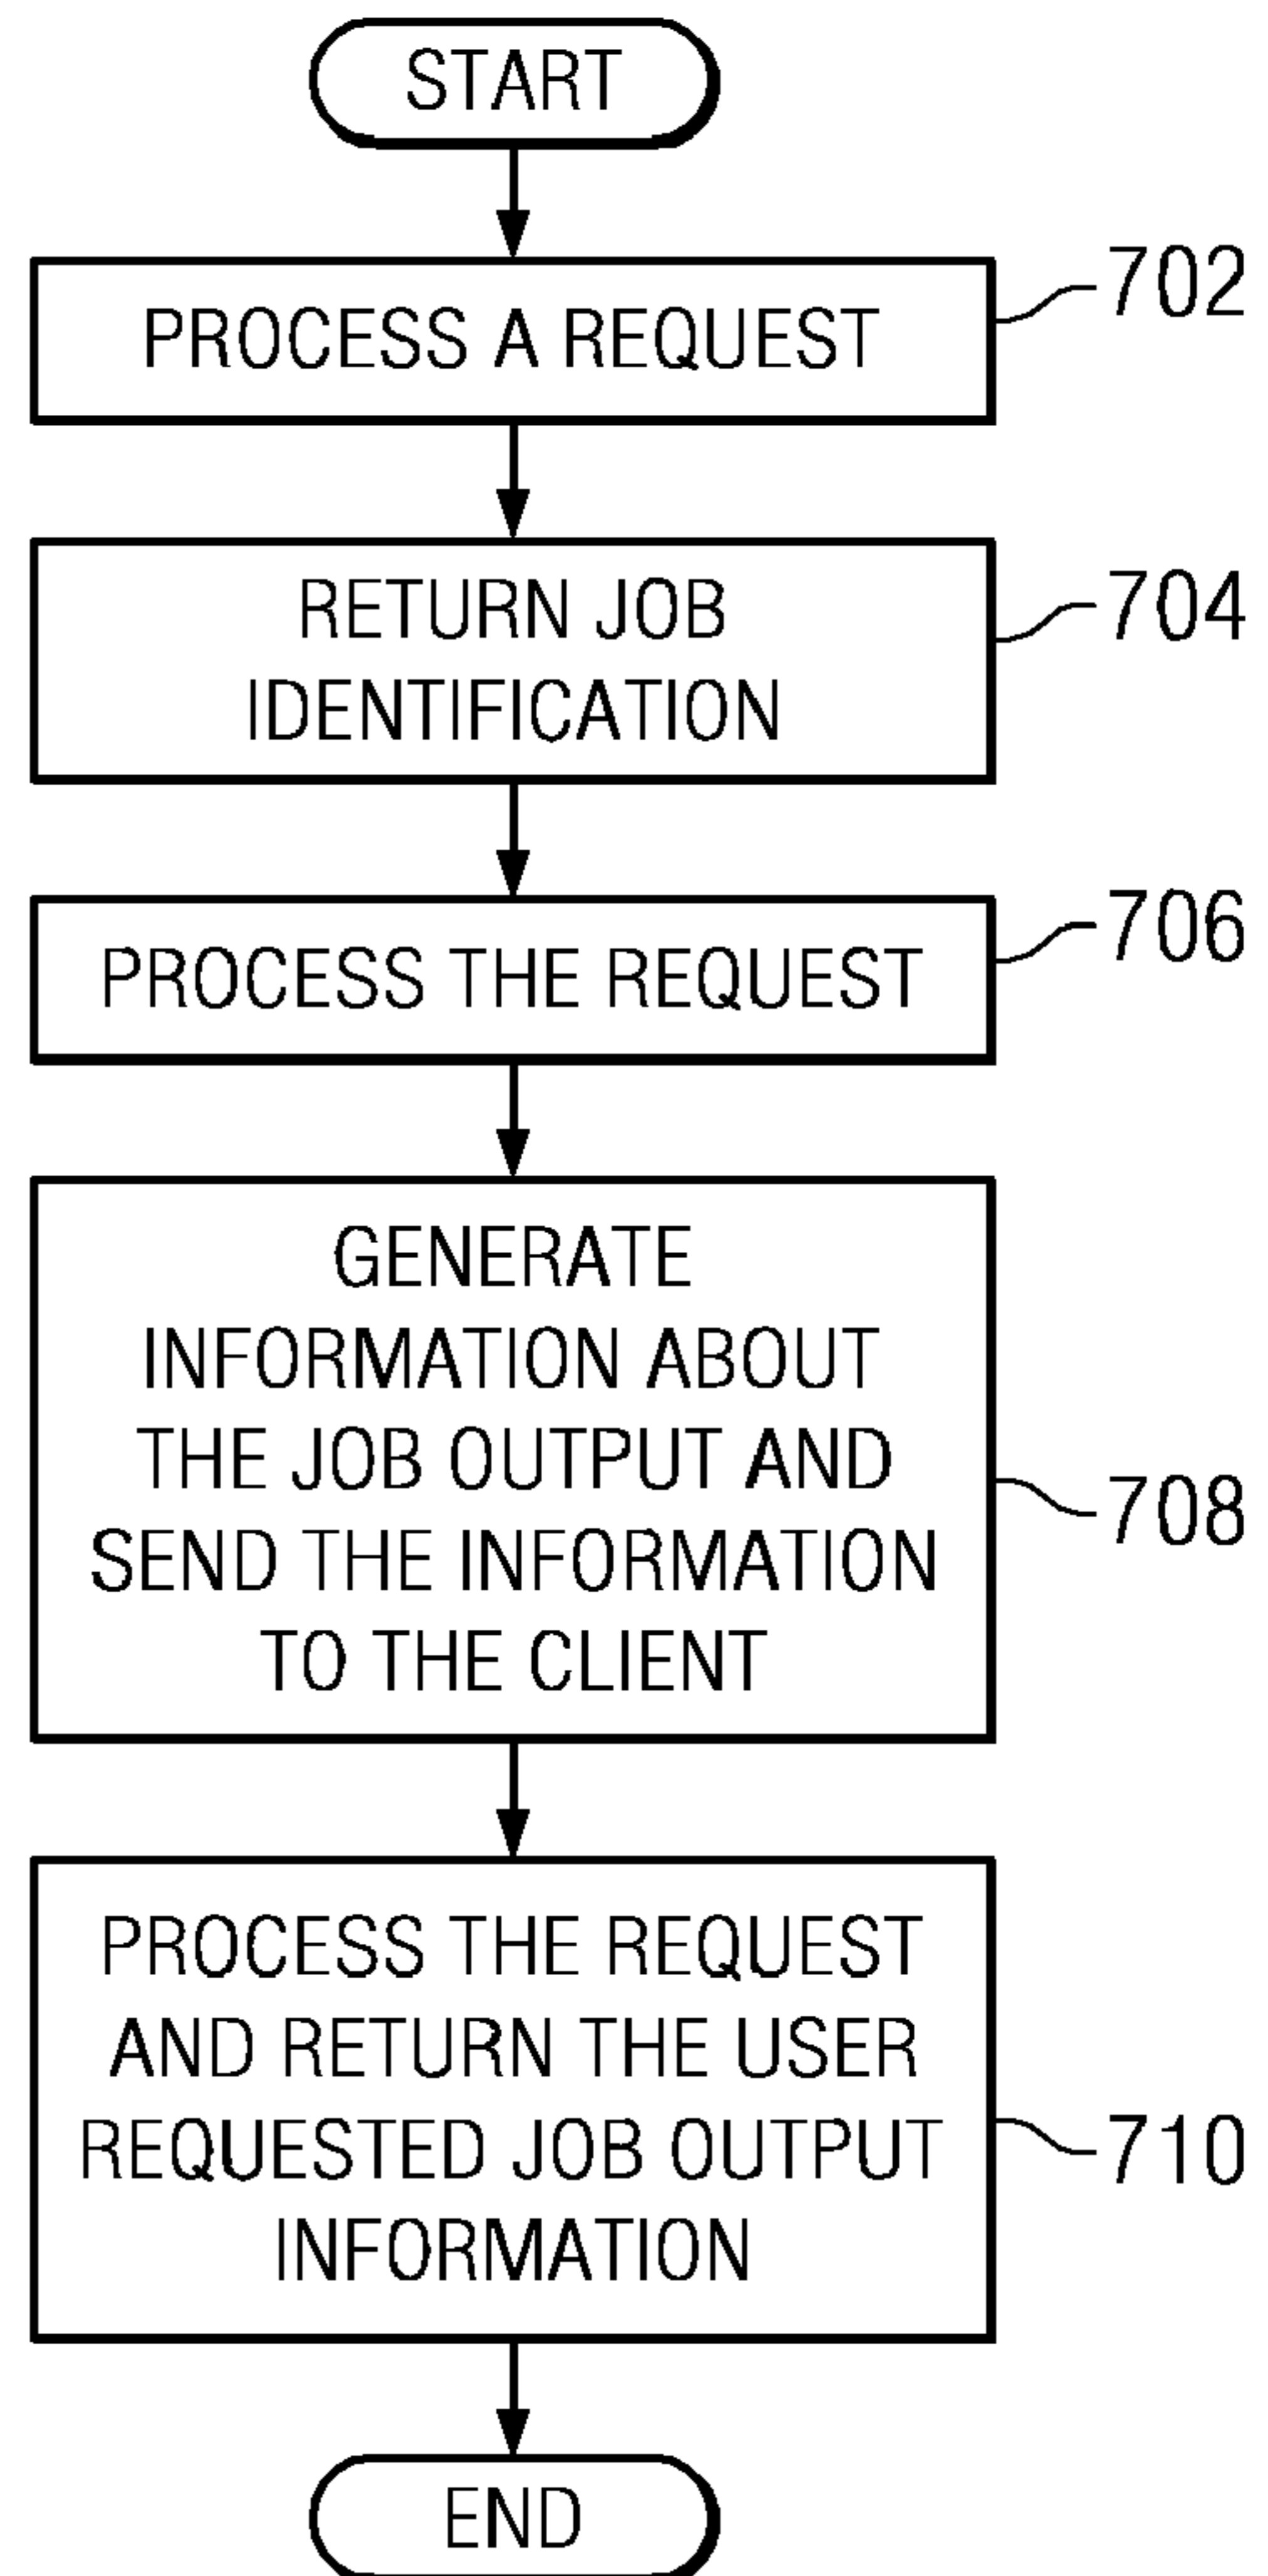 START
PROCESS A REQUEST
702
RETURN JOB
IDENTIFICATION
704
PROCESS THE REQUEST
706
GENERATE
INFORMATION ABOUT
THE JOB OUTPUT AND
SEND THE INFORMATION
TO THE CLIENT
708
PROCESS THE REQUEST
AND RETURN THE USER
REQUESTED JOB OUTPUT
INFORMATION
710
END